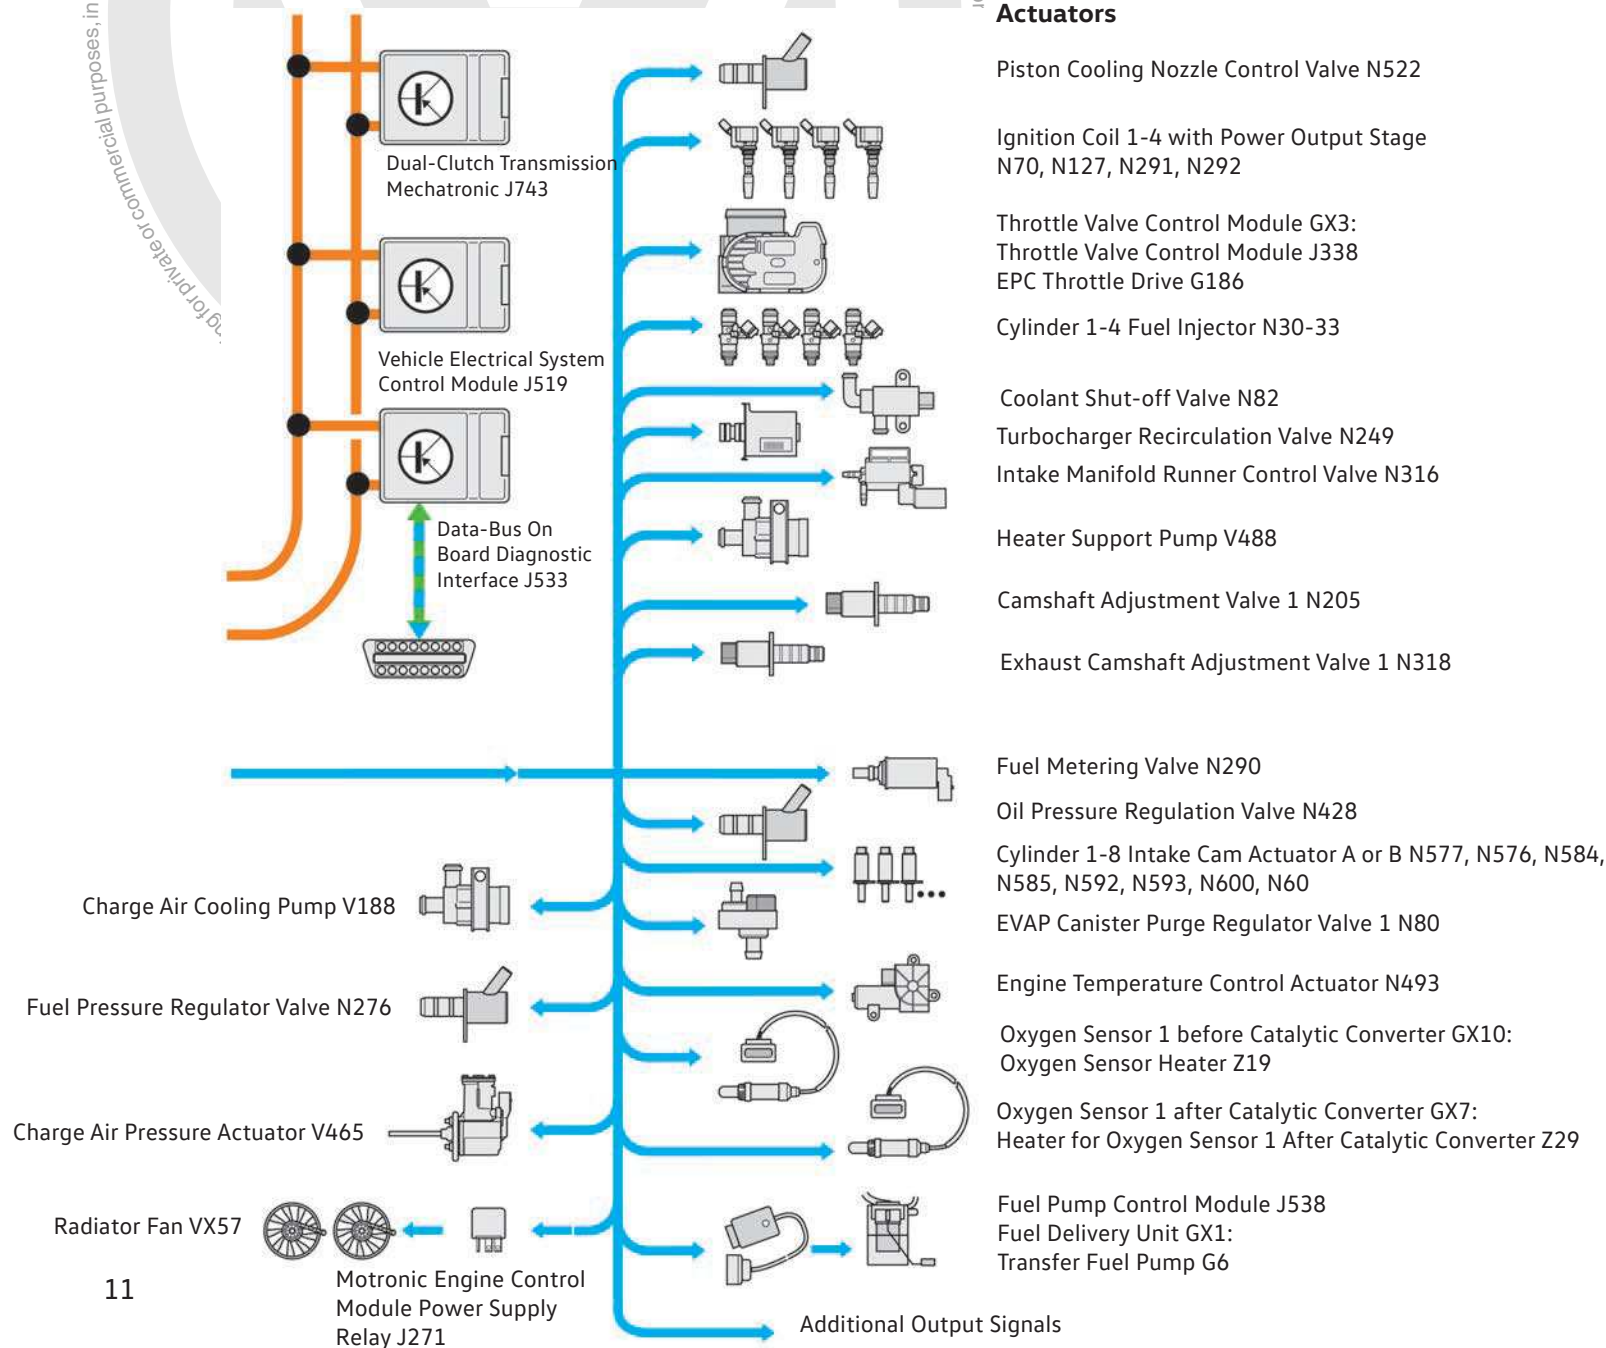 Actuators
Piston Cooling Nozzle Control Valve N522
Ignition Coil 1-4 with Power Output Stage
N70, N127, N291, N292
Throttle Valve Control Module GX3:
Throttle Valve Control Module J338
EPC Throttle Drive G186
Cylinder 1-4 Fuel Injector N30-33
Coolant Shut-off Valve N82
Turbocharger Recirculation Valve N249
Intake Manifold Runner Control Valve N316
Heater Support Pump V488
Camshaft Adjustment Valve 1 N205
Exhaust Camshaft Adjustment Valve 1 N318
Fuel Metering Valve N290
Oil Pressure Regulation Valve N428
Cylinder 1-8 Intake Cam Actuator A or B N577, N576, N584,
N585, N592, N593, N600, N60
EVAP Canister Purge Regulator Valve 1 N80
Engine Temperature Control Actuator N493
Oxygen Sensor 1 before Catalytic Converter GX10:
Oxygen Sensor Heater Z19
Oxygen Sensor 1 after Catalytic Converter GX7:
Heater for Oxygen Sensor 1 After Catalytic Converter Z29
Fuel Pump Control Module J538
Fuel Delivery Unit GX1:
Transfer Fuel Pump G6
Additional Output Signals
Dual-Clutch Transmission
Mechatronic J743
Vehicle Electrical System
Control Module J519
Data-Bus On
Board Diagnostic
Interface J533
Charge Air Cooling Pump V188
Fuel Pressure Regulator Valve N276
Charge Air Pressure Actuator V465
Radiator Fan VX57
Motronic Engine Control
Module Power Supply
Relay J271
11
for private or commercial purposes, in